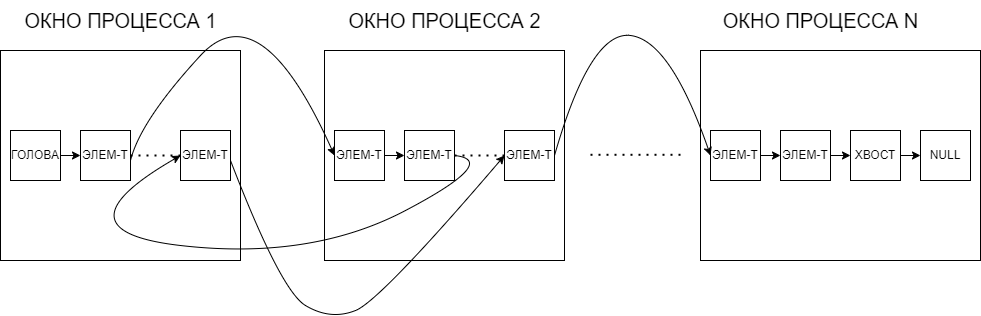 ОКНО ПРОЦЕССА 1
ОКНО ПРОЦЕССА 2
ОКНО ПРОЦЕССА N
ГОЛОВА
ЭЛЕМ-Т
ЭЛЕМ-Т
ЭЛЕМ-Т
ЭЛЕМ-Т
ЭЛЕМ-Т
ЭЛЕМ-Т
ЭЛЕМ-Т
ХВОСТ
NULL